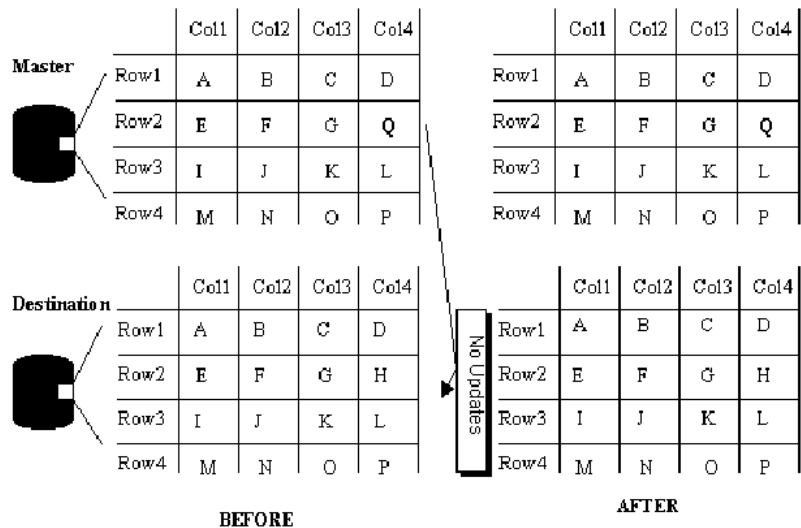 Col1 Col2 Col3 Col4 Col1 Col2 Col3 Col4
Master Row1 A B C D Row1 A B C D
Row2 E F G Q Row2 E F G Q
Row3 I J K L Row3 I J K L
Row4 M N O P Row4 M N O P
Col1 Col2 Col3 Col4 Col1 Col2 Col3 Col4
Destination
Row1 A B C D Row1 A B C D
Row2 E F G H Row2 E F G H
No Updates
Row3 I J K L Row3 I J K L
Row4 M N O P Row4 M N O P
BEFORE AFTER